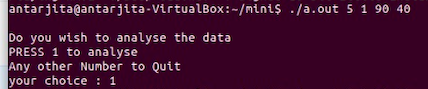 antarjita@antarjita-VirtualBox:~/mini$ ./a.out 5 1 90 40
Do you wish to analyse the data
PRESS 1 to analyse
Any other Number to Quit
your choice : 1